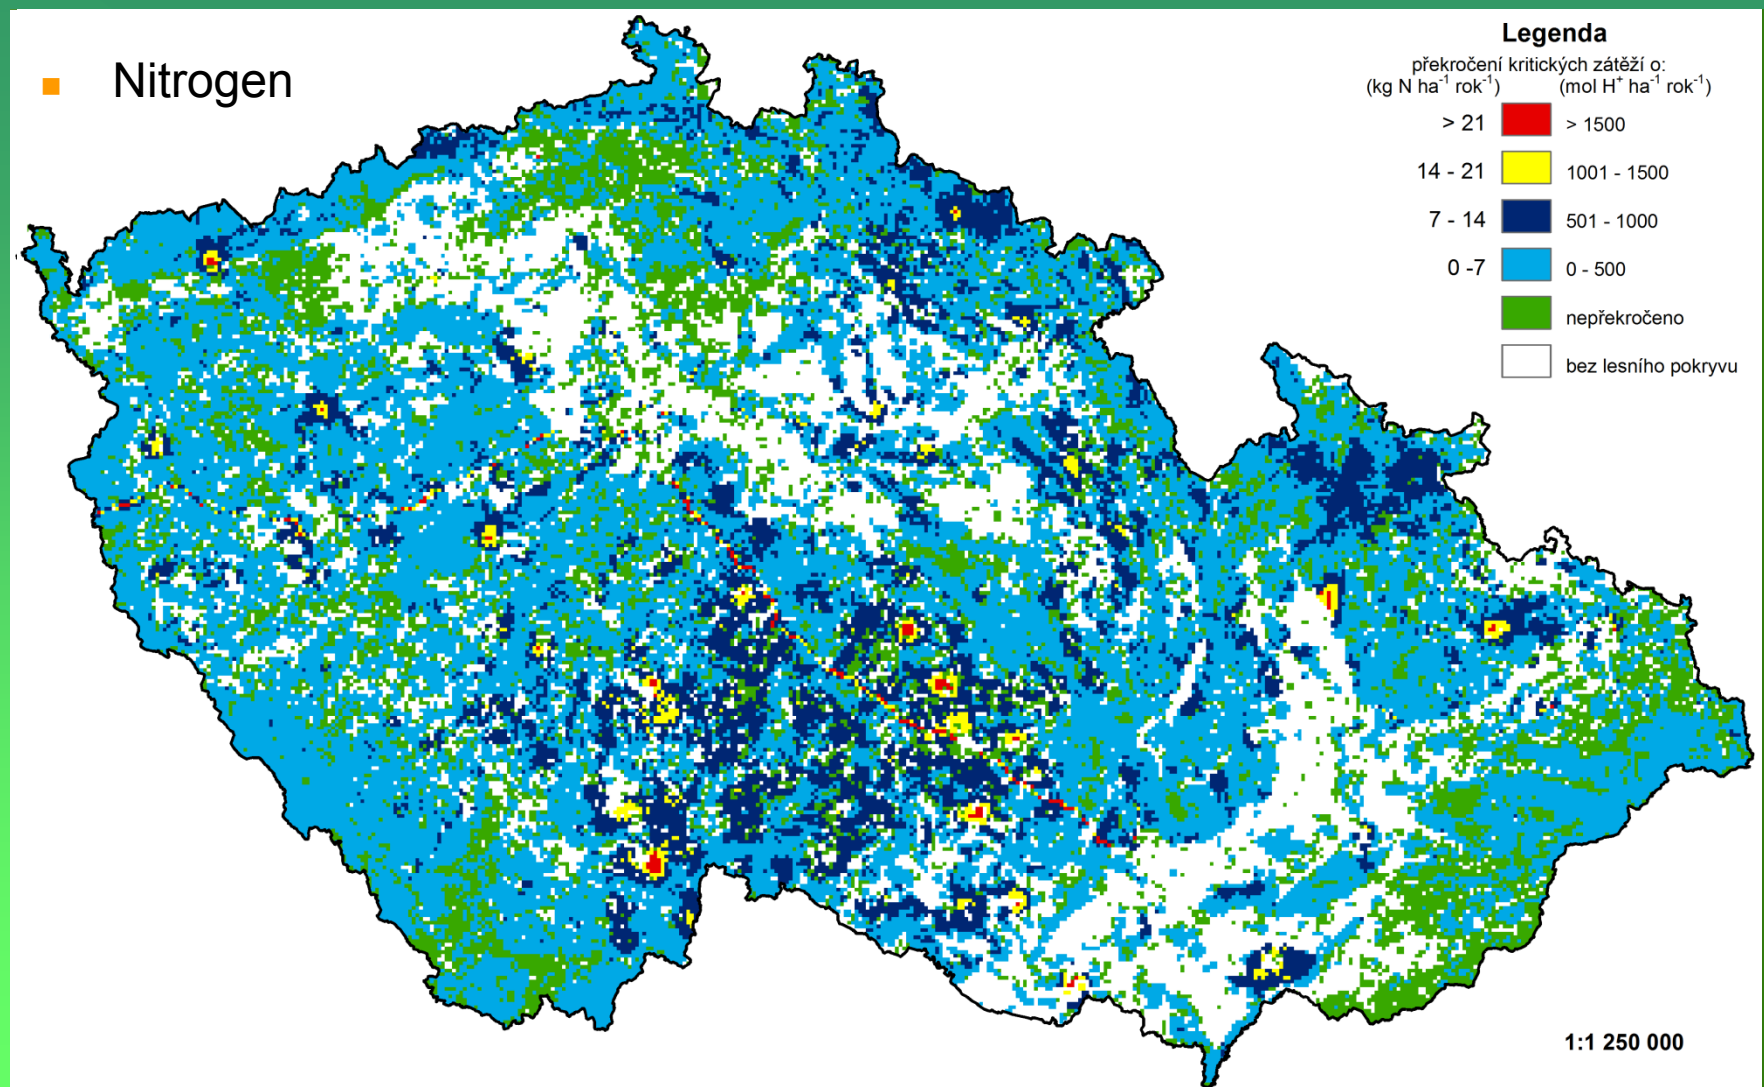 Nitrogen
Legenda
překročení kritických zátěží o:
(kg N ha⁻¹ rok⁻¹) (mol H⁺ ha⁻¹ rok⁻¹)
> 21 > 1500
14 - 21 1001 - 1500
7 - 14 501 - 1000
0 -7 0 - 500
nepřekročeno
bez lesního pokryvu
1:1 250 000